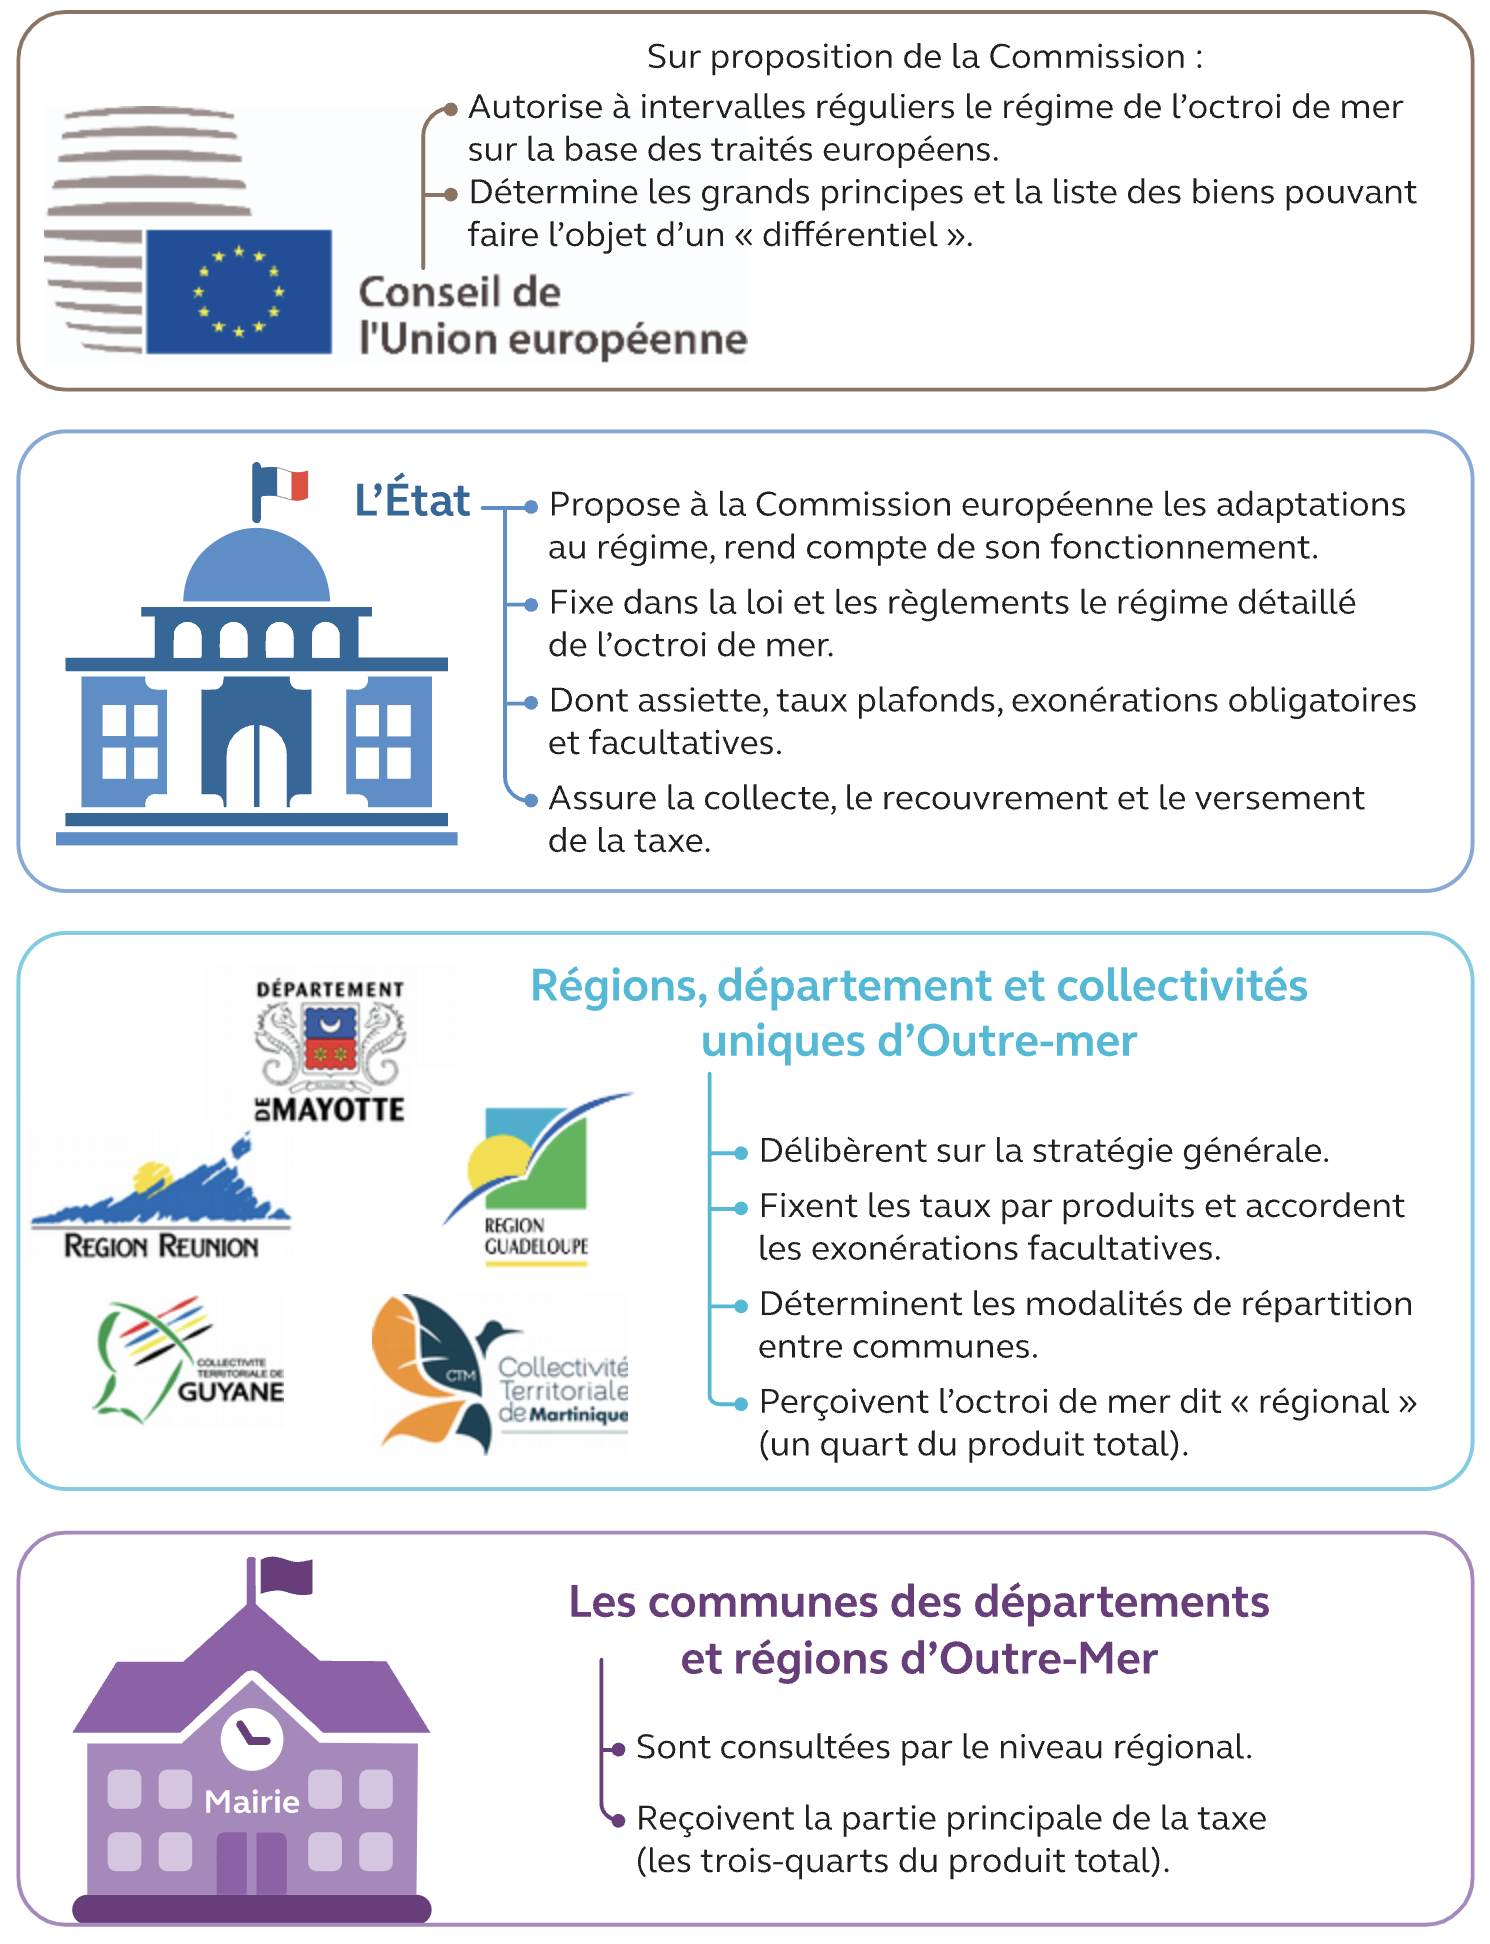 Sur proposition de la Commission :
Autorise à intervalles réguliers le régime de l’octroi de mer
sur la base des traités européens.
Détermine les grands principes et la liste des biens pouvant
faire l’objet d’un « différentiel ».
Conseil de
l'Union européenne
L’État
Propose à la Commission européenne les adaptations
au régime, rend compte de son fonctionnement.
Fixe dans la loi et les règlements le régime détaillé
de l’octroi de mer.
Dont assiette, taux plafonds, exonérations obligatoires
et facultatives.
Assure la collecte, le recouvrement et le versement
de la taxe.
Régions, département et collectivités
uniques d’Outre-mer
DÉPARTEMENT
DE MAYOTTE
REGION REUNION
REGION
GUADELOUPE
COLLECTIVITE
TERRITORIALE DE
GUYANE
CTM
Collectivité
Territoriale
de Martinique
Délibèrent sur la stratégie générale.
Fixent les taux par produits et accordent
les exonérations facultatives.
Déterminent les modalités de répartition
entre communes.
Perçoivent l’octroi de mer dit « régional »
(un quart du produit total).
Les communes des départements
et régions d’Outre-Mer
Mairie
Sont consultées par le niveau régional.
Reçoivent la partie principale de la taxe
(les trois-quarts du produit total).